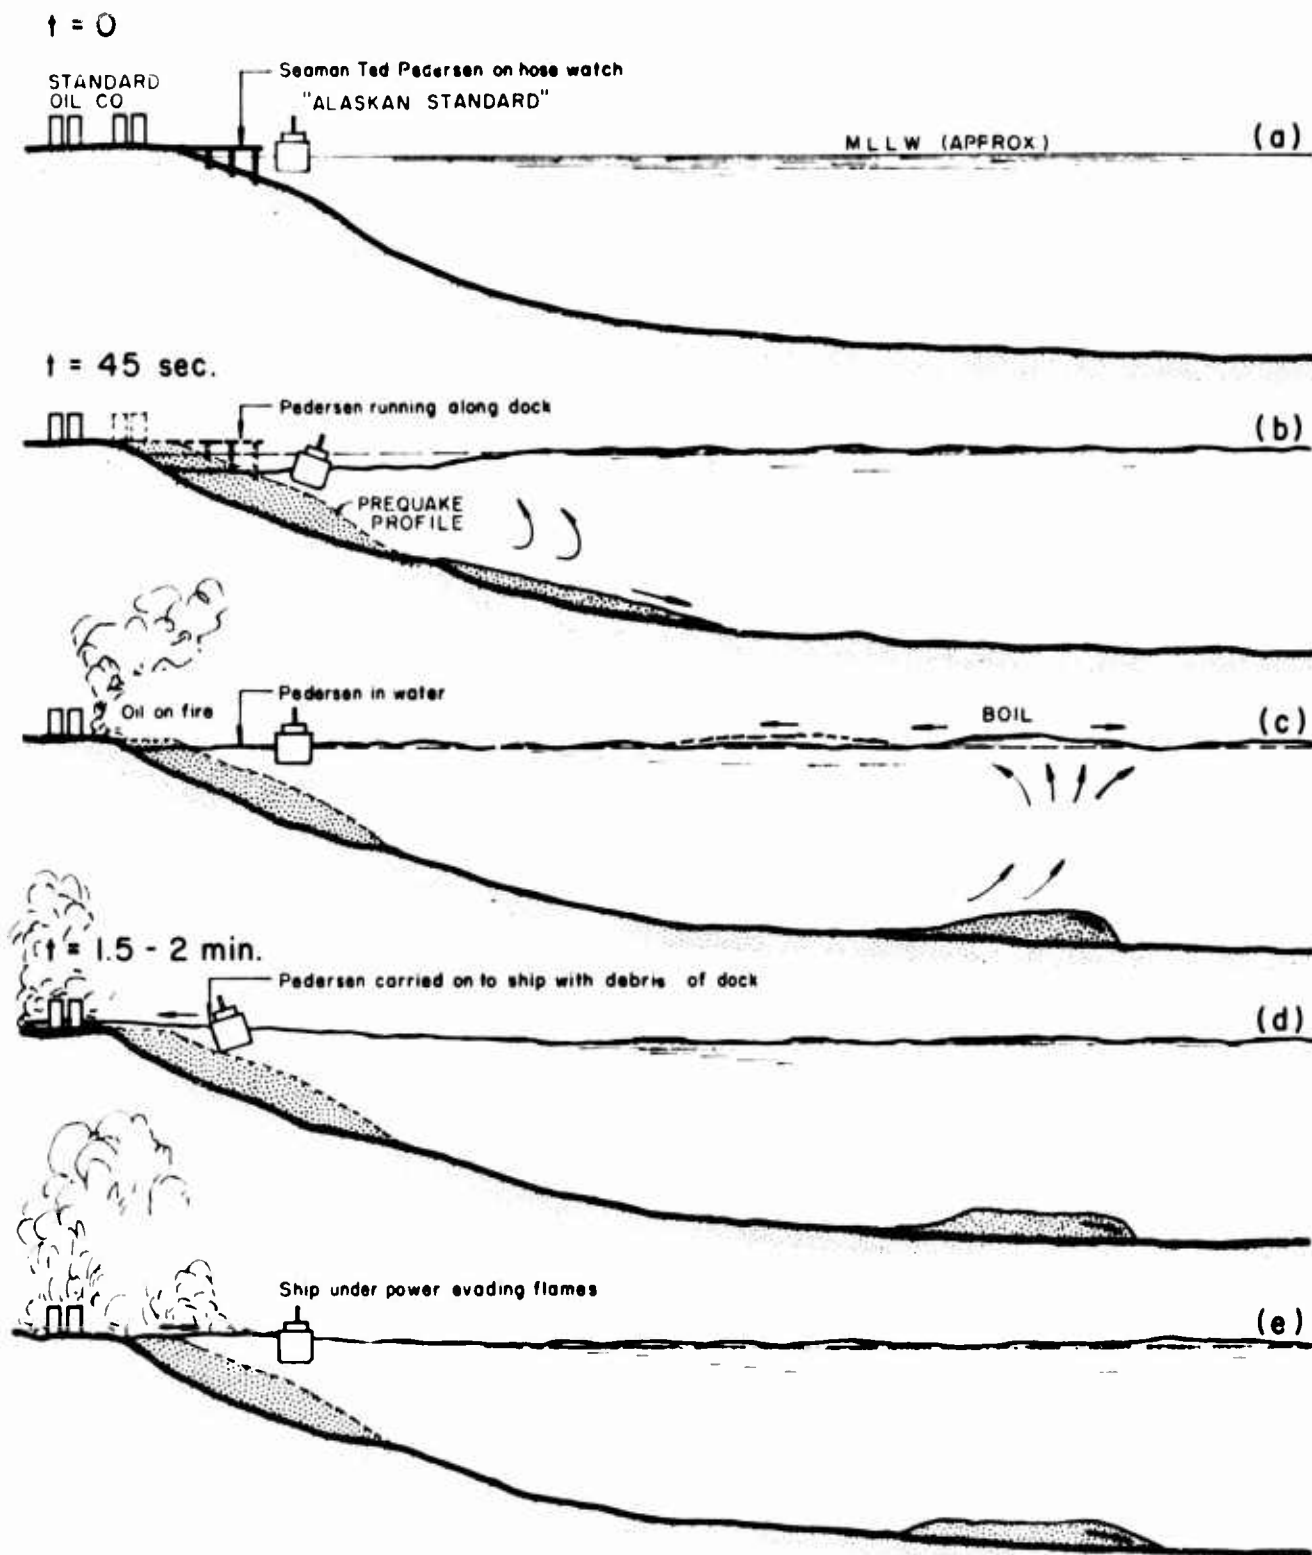 t = 0
STANDARD
OIL CO
Seaman Ted Pedersen on hose watch
"ALASKAN STANDARD"
MLLW (APPROX.)
(a)
t = 45 sec.
Pedersen running along dock
(b)
PREQUAKE
PROFILE
Oil on fire
Pedersen in water
BOIL
(c)
t = 1.5 - 2 min.
Pedersen carried on to ship with debris of dock
(d)
Ship under power evading flames
(e)